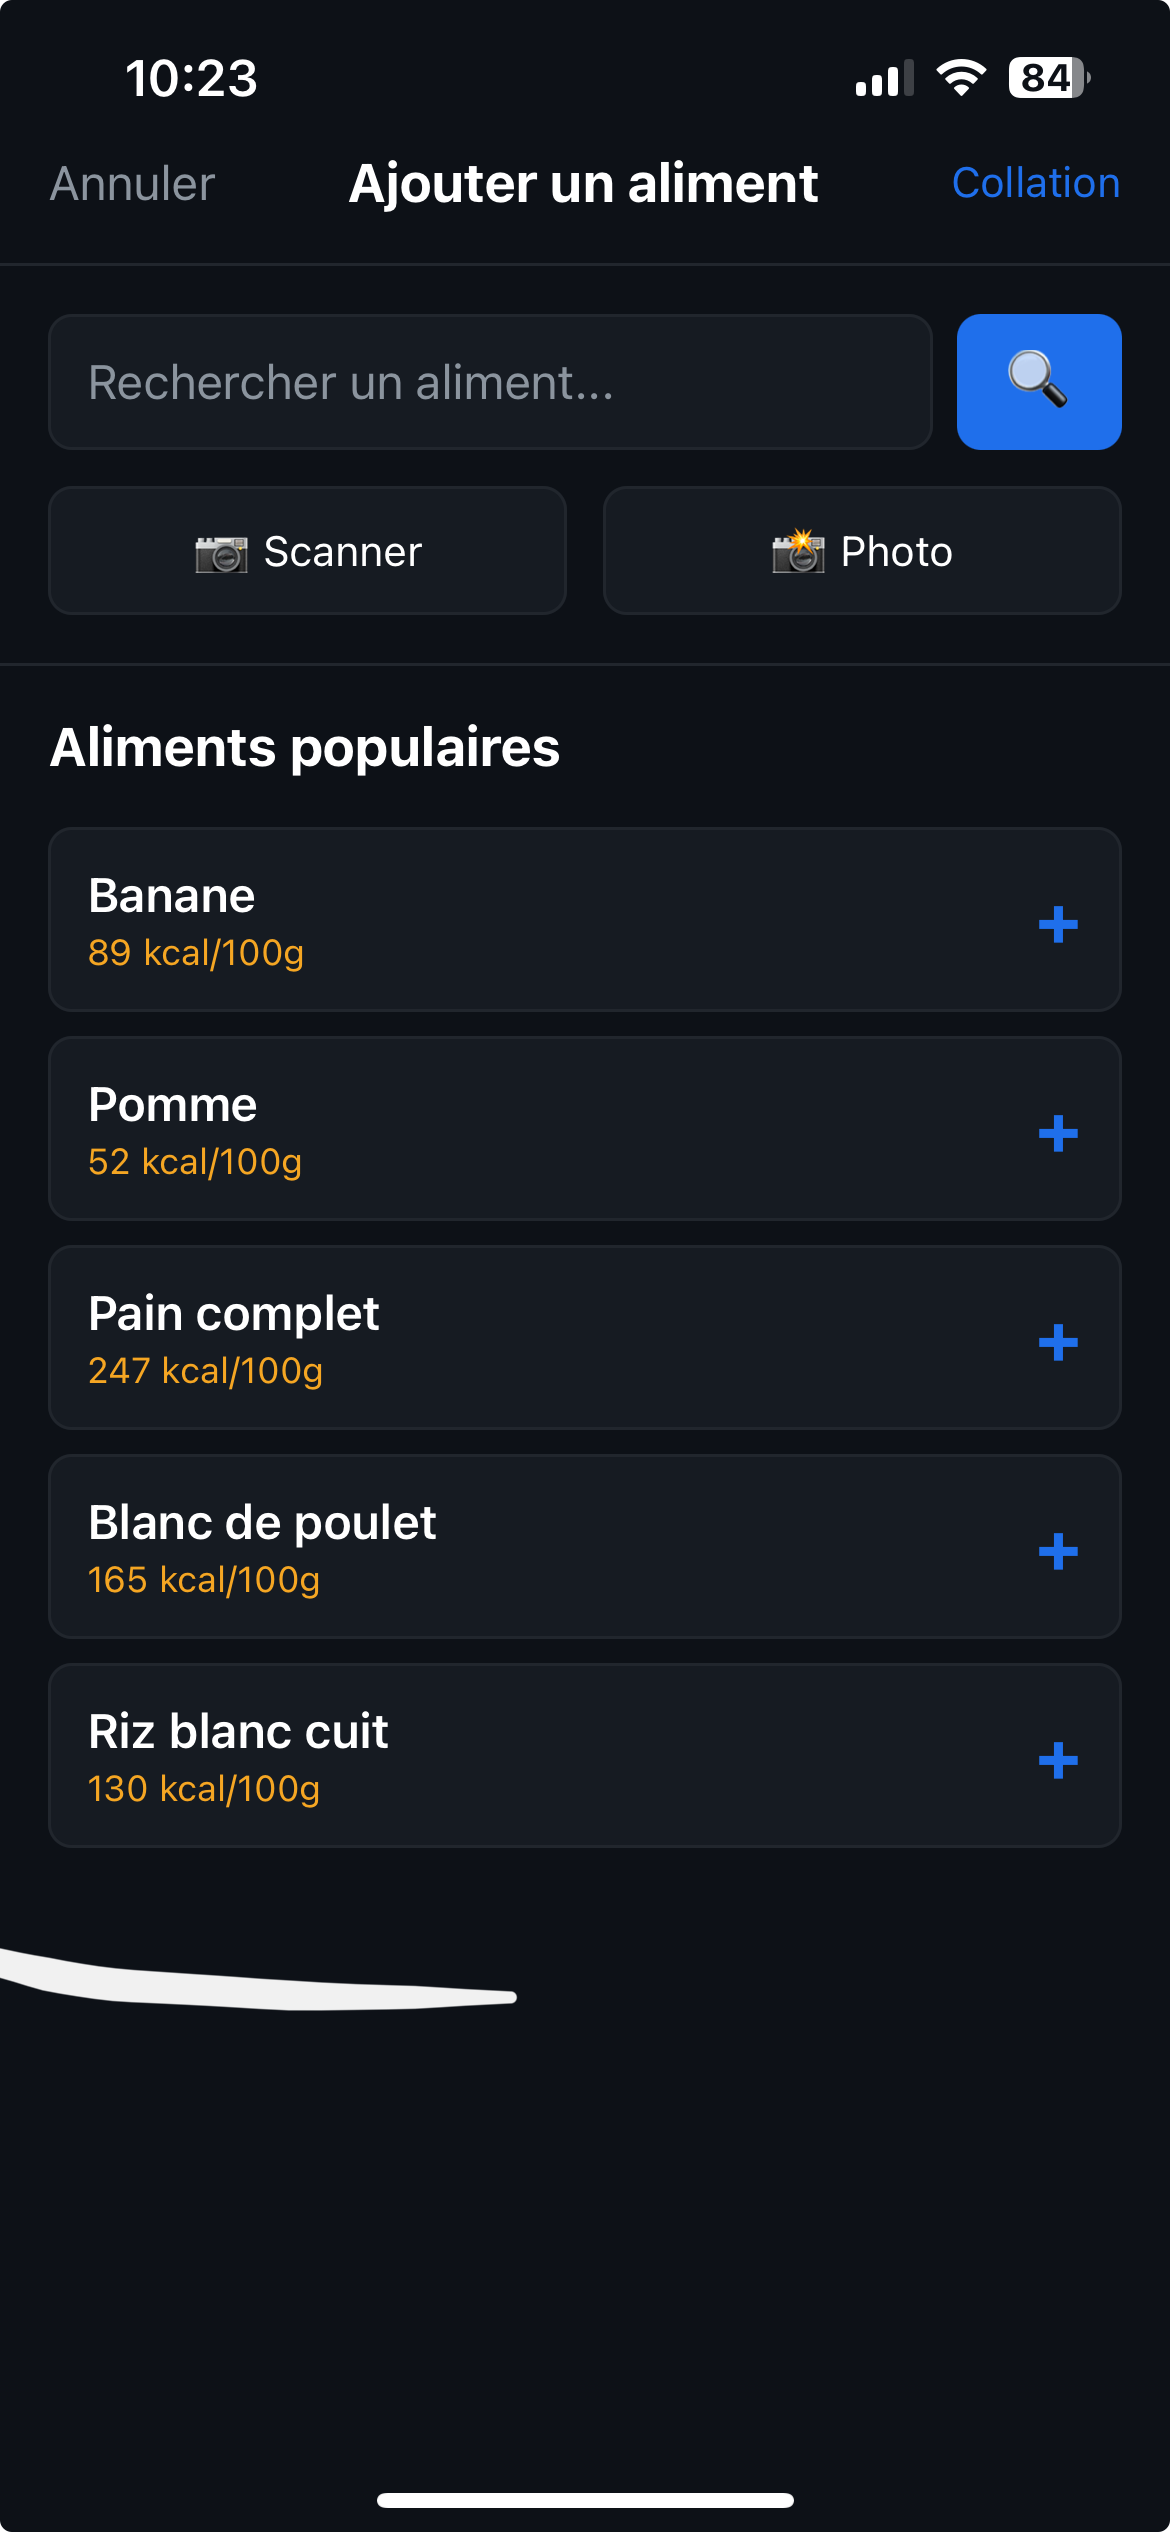 10:23
84
Annuler
Ajouter un aliment
Collation
Rechercher un aliment...
Scanner
Photo
Aliments populaires
Banane
89 kcal/100g
Pomme
52 kcal/100g
Pain complet
247 kcal/100g
Blanc de poulet
165 kcal/100g
Riz blanc cuit
130 kcal/100g